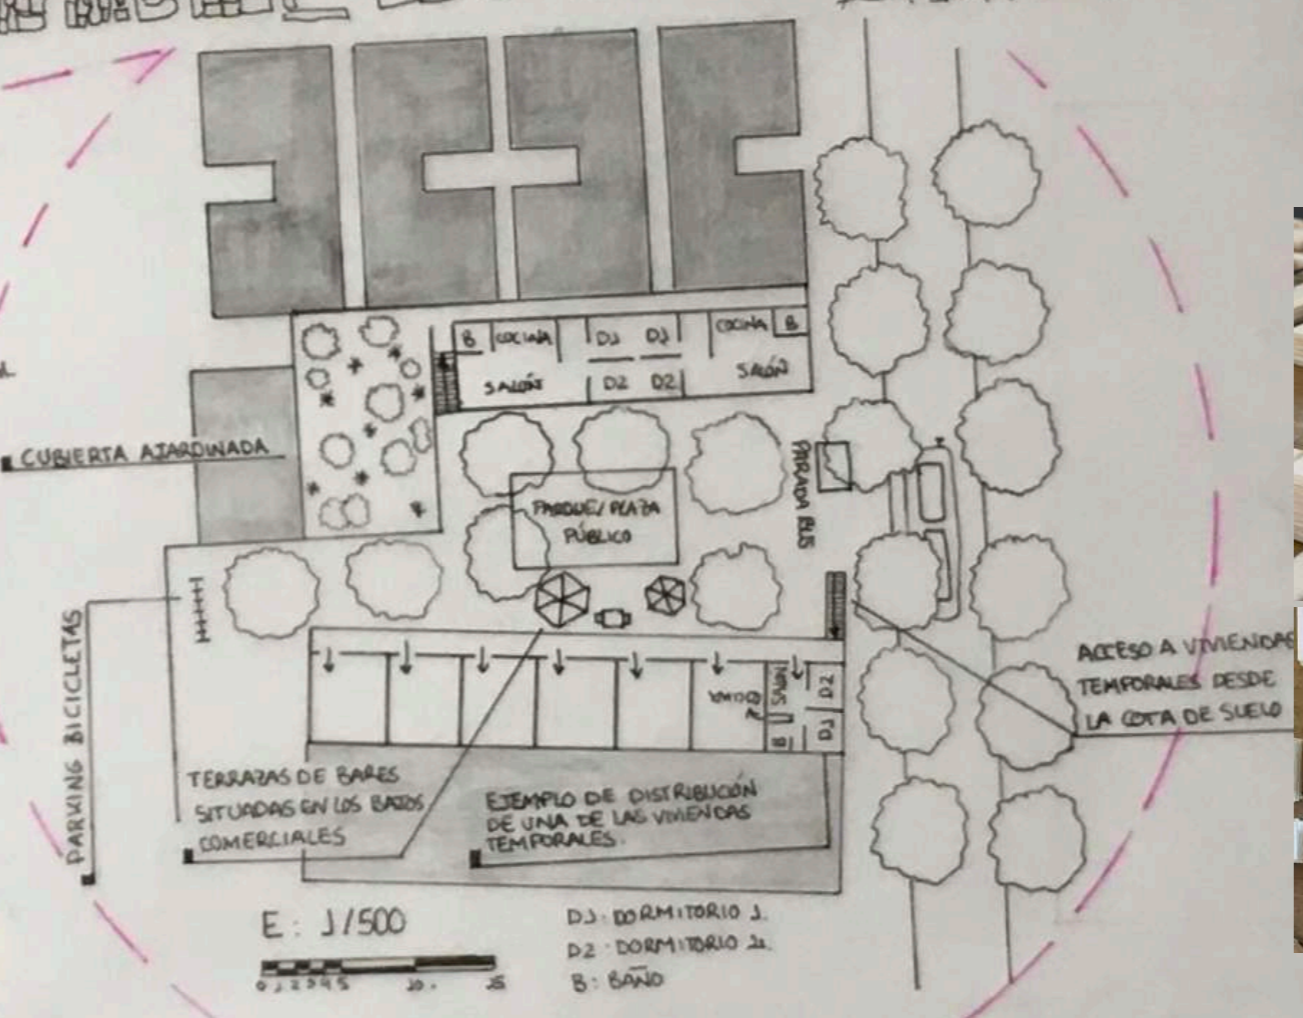 B
COCINA
D1
D1
COCINA
B
SALÓN
D2
D2
SALÓN
CUBIERTA AJARDINADA
PARQUE/PLAZA
PÚBLICO
PARADA BUS
PARKING BICICLETAS
ACCESO A VIVIENDAS
TEMPORALES DESDE
LA COTA DE SUELO
COCINA
D2
B
D1
TERRAZAS DE BARES
SITUADAS EN LOS BAJOS
COMERCIALES
EJEMPLO DE DISTRIBUCIÓN
DE UNA DE LAS VIVIENDAS
TEMPORALES.
E: 1/500
0 1 2 3 4 5
D1: DORMITORIO 1.
D2: DORMITORIO 2.
B: BAÑO